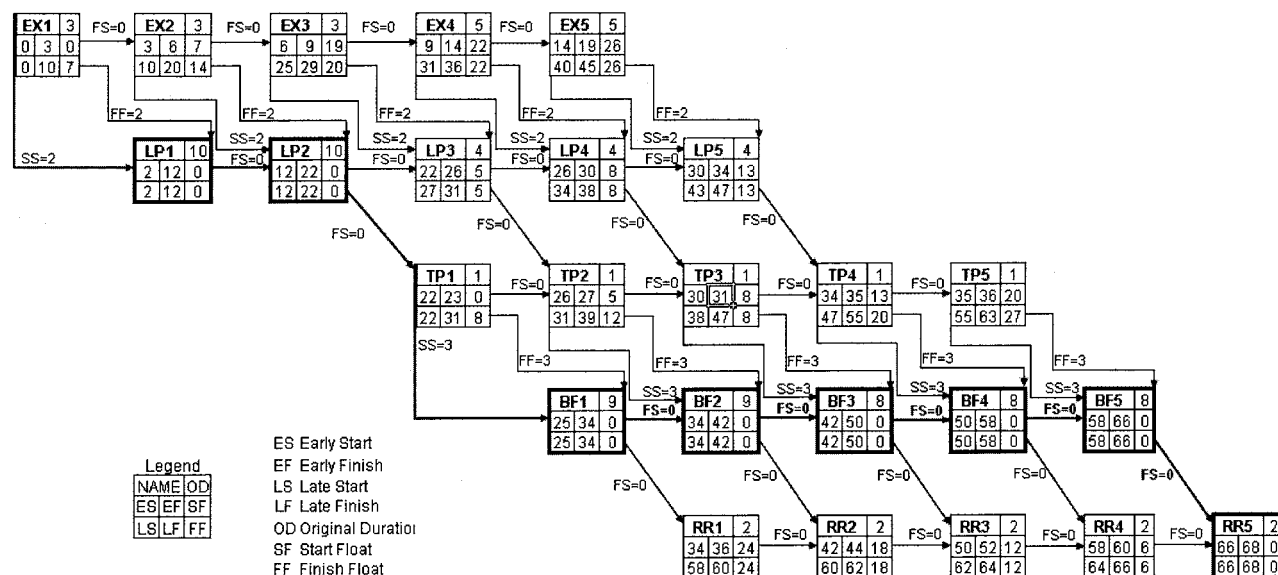 EX1 3
0 3 0
0 10 7
FS=0
EX2 3
3 6 7
10 20 14
FS=0
EX3 3
6 9 19
25 29 20
FS=0
EX4 5
9 14 22
31 36 22
FS=0
EX5 5
14 19 26
40 45 26
FF=2
FF=2
FF=2
FF=2
FF=2
SS=2
SS=2
SS=2
SS=2
SS=2
LP1 10
2 12 0
2 12 0
FS=0
LP2 10
12 22 0
12 22 0
FS=0
LP3 4
22 26 5
27 31 5
FS=0
LP4 4
26 30 8
34 38 8
FS=0
LP5 4
30 34 13
43 47 13
FS=0
FS=0
FS=0
FS=0
TP1 1
22 23 0
22 31 8
FS=0
TP2 1
26 27 5
31 39 12
FS=0
TP3 1
30 31 8
38 47 8
FS=0
TP4 1
34 35 13
47 55 20
FS=0
TP5 1
35 36 20
55 63 27
SS=3
FF=3
FF=3
FF=3
FF=3
FF=3
SS=3
SS=3
SS=3
SS=3
BF1 9
25 34 0
25 34 0
FS=0
BF2 9
34 42 0
34 42 0
FS=0
BF3 8
42 50 0
42 50 0
FS=0
BF4 8
50 58 0
50 58 0
FS=0
BF5 8
58 66 0
58 66 0
FS=0
FS=0
FS=0
FS=0
FS=0
RR1 2
34 36 24
58 60 24
FS=0
RR2 2
42 44 18
60 62 18
FS=0
RR3 2
50 52 12
62 64 12
FS=0
RR4 2
58 60 6
64 66 6
FS=0
RR5 2
66 68 0
66 68 0
Legend
NAME OD
ES EF SF
LS LF FF
ES Early Start
EF Early Finish
LS Late Start
LF Late Finish
OD Original Duratio
SF Start Float
FF Finish Float